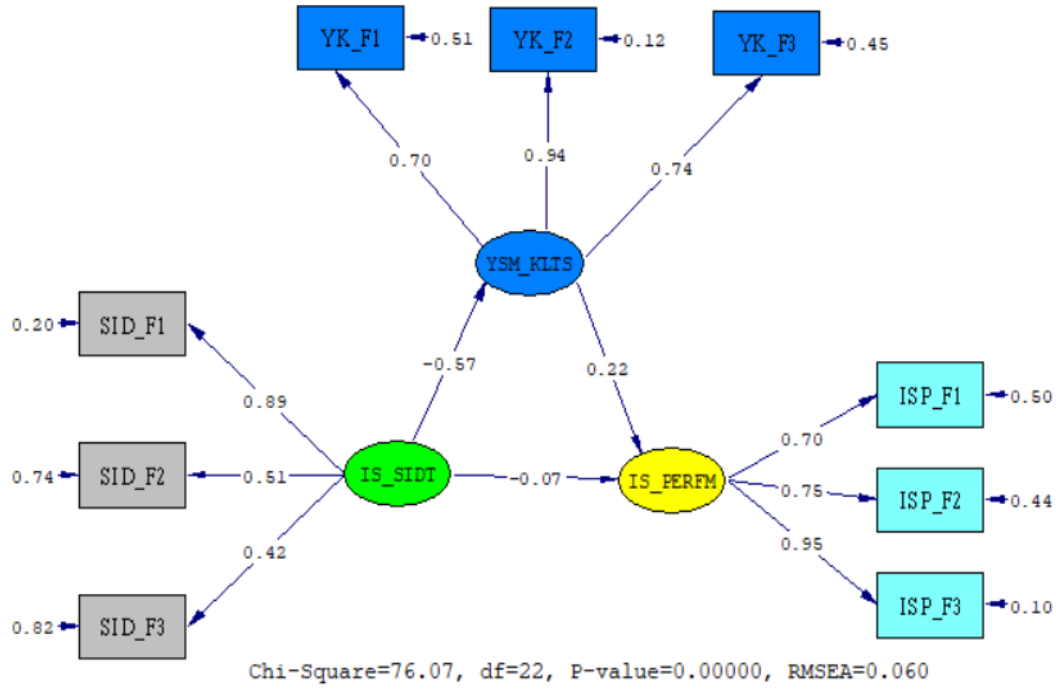 YK_F1 0.51 YK_F2 0.12 YK_F3 0.45
0.70 0.94 0.74
YSM_KLTS
0.20 SID_F1
-0.57 0.22
0.89
ISP_F1 0.50
0.70
0.74 SID_F2 0.51 IS_SIDT -0.07 IS_PERFM 0.75 ISP_F2 0.44
0.42 0.95
0.82 SID_F3 ISP_F3 0.10
Chi-Square=76.07, df=22, P-value=0.00000, RMSEA=0.060